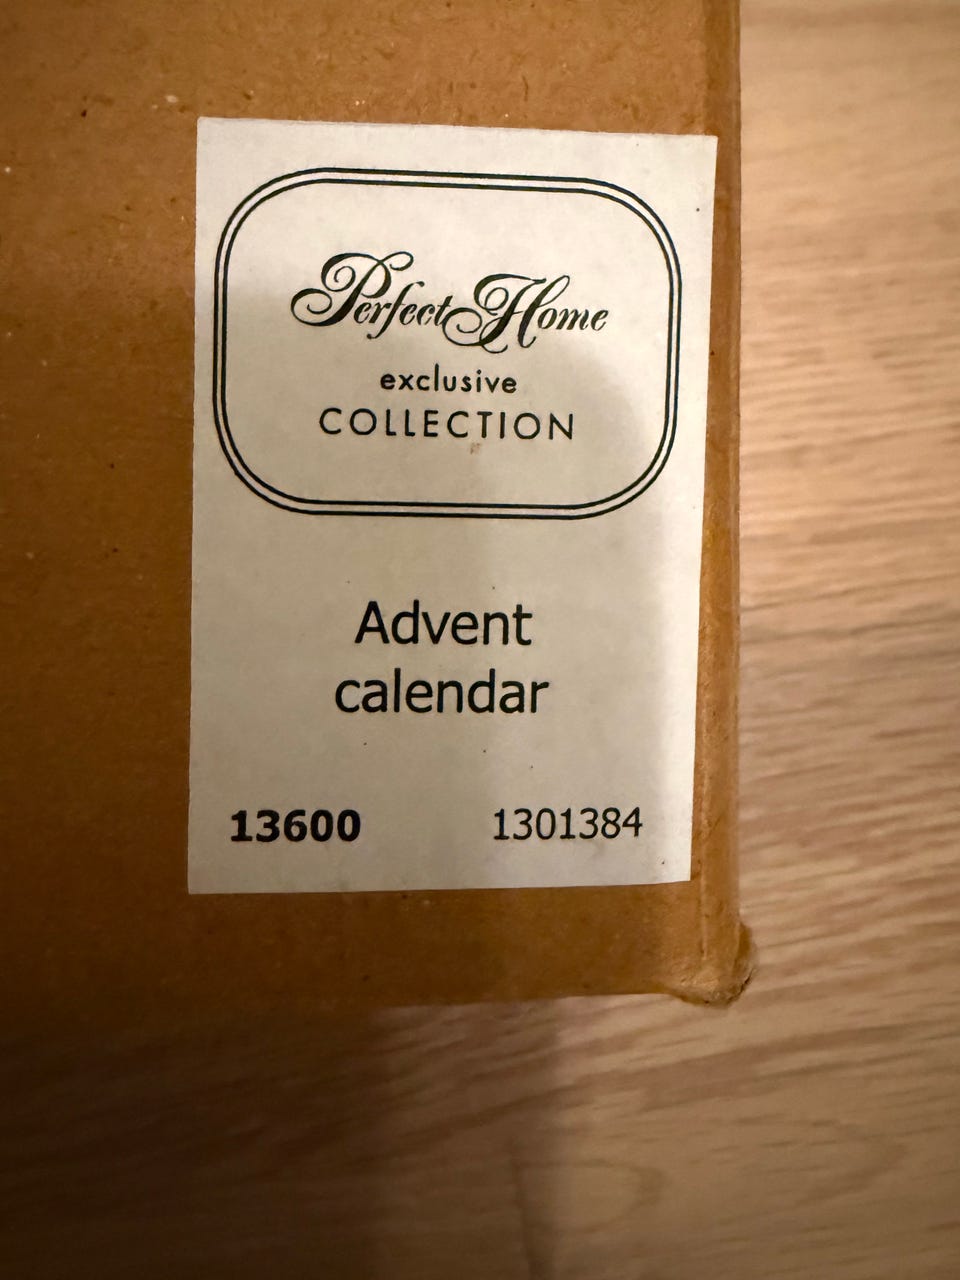 Perfect Home
exclusive
COLLECTION
Advent
calendar
13600 1301384